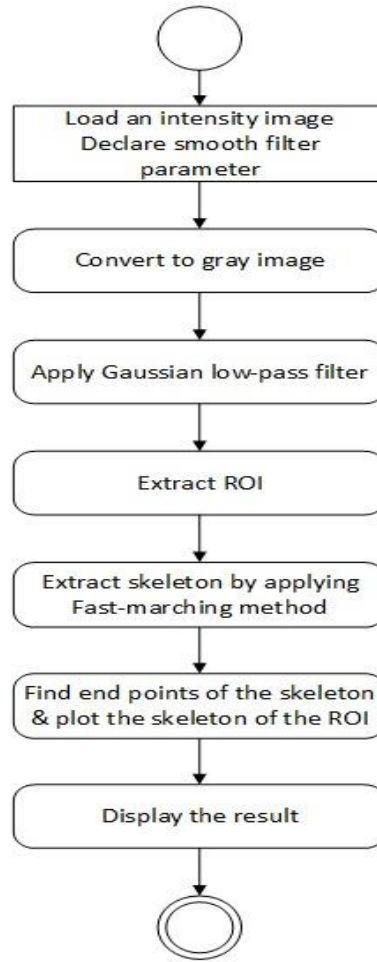 Load an intensity image
Declare smooth filter
parameter
Convert to gray image
Apply Gaussian low-pass filter
Extract ROI
Extract skeleton by applying
Fast-marching method
Find end points of the skeleton
& plot the skeleton of the ROI
Display the result